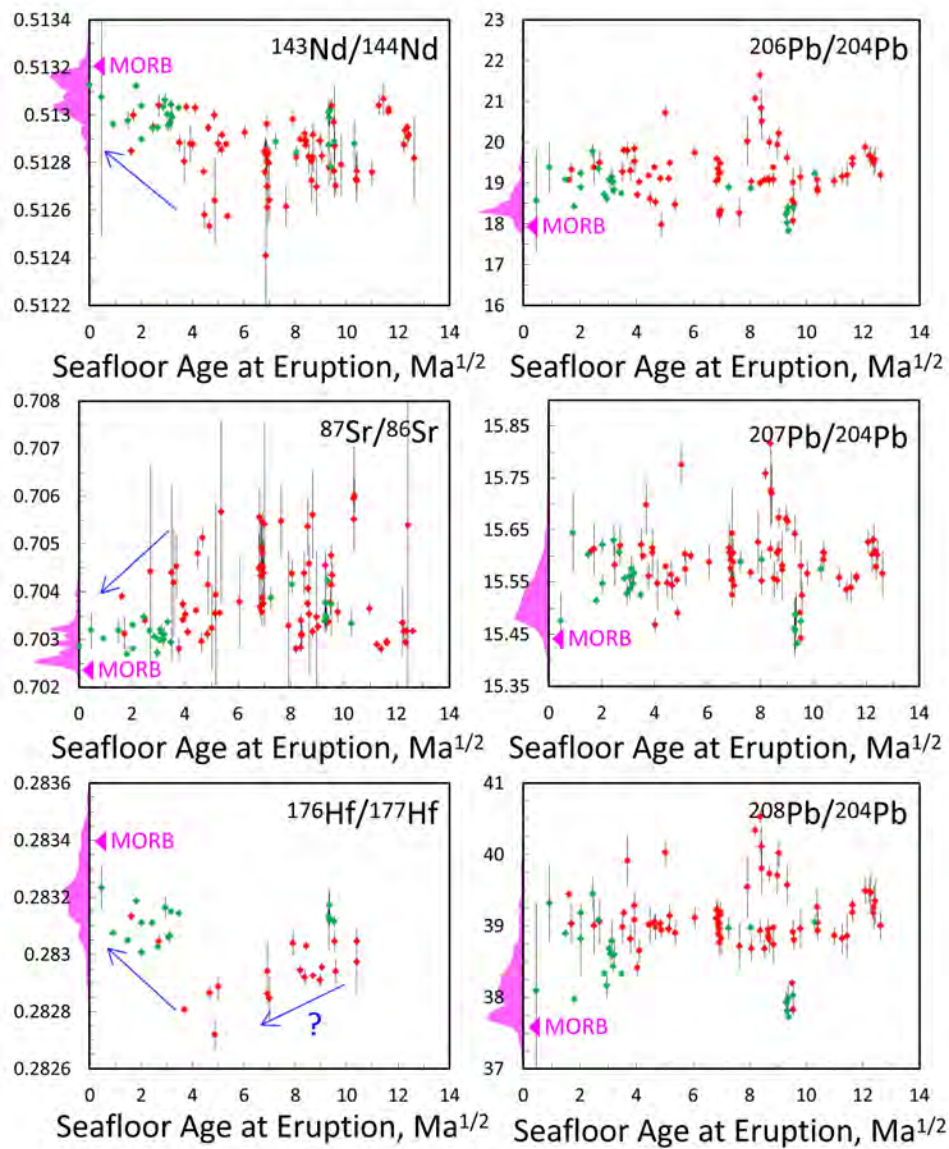 0.5134
0.5132
0.513
0.5128
0.5126
0.5124
0.5122
143Nd/144Nd
MORB
0 2 4 6 8 10 12 14
Seafloor Age at Eruption, Ma1/2
23
22
21
20
19
18
17
16
206Pb/204Pb
MORB
0 2 4 6 8 10 12 14
Seafloor Age at Eruption, Ma1/2
0.708
0.707
0.706
0.705
0.704
0.703
0.702
87Sr/86Sr
MORB
0 2 4 6 8 10 12 14
Seafloor Age at Eruption, Ma1/2
15.85
15.75
15.65
15.55
15.45
15.35
207Pb/204Pb
MORB
0 2 4 6 8 10 12 14
Seafloor Age at Eruption, Ma1/2
0.2836
0.2834
0.2832
0.283
0.2828
0.2826
176Hf/177Hf
MORB
?
0 2 4 6 8 10 12 14
Seafloor Age at Eruption, Ma1/2
41
40
39
38
37
208Pb/204Pb
MORB
0 2 4 6 8 10 12 14
Seafloor Age at Eruption, Ma1/2